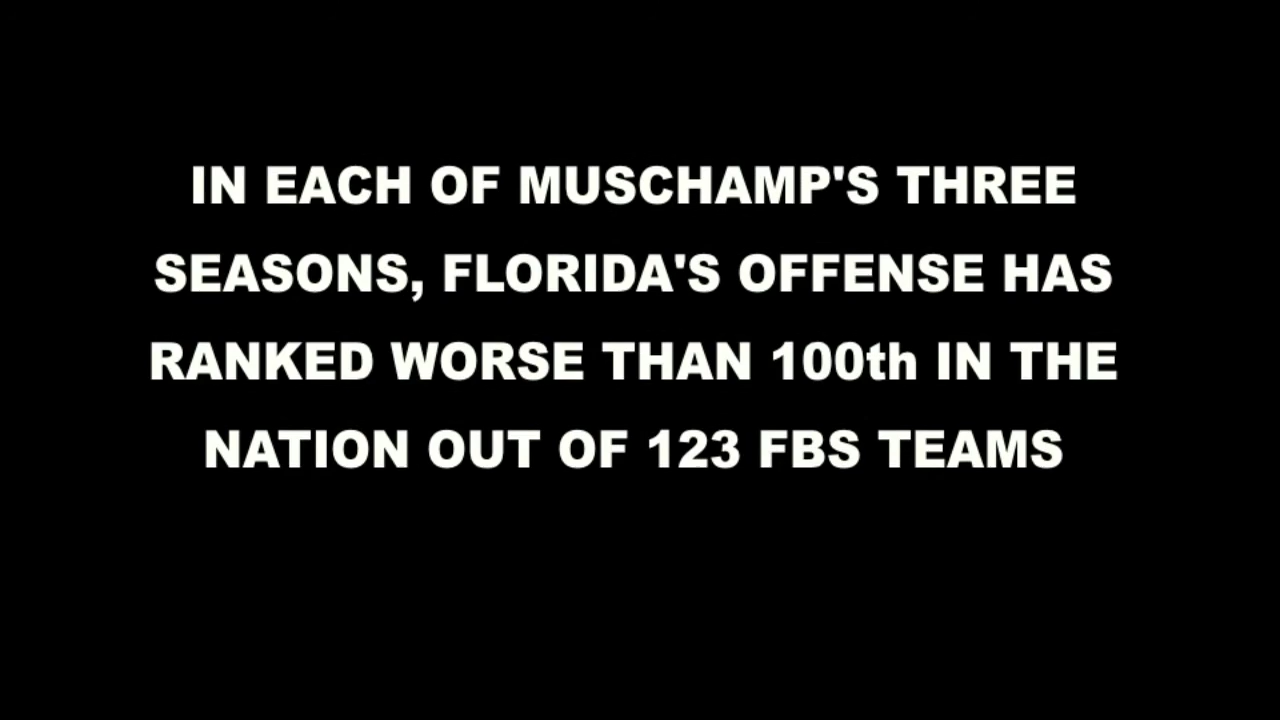 IN EACH OF MUSCHAMP'S THREE
SEASONS, FLORIDA'S OFFENSE HAS
RANKED WORSE THAN 100th IN THE
NATION OUT OF 123 FBS TEAMS